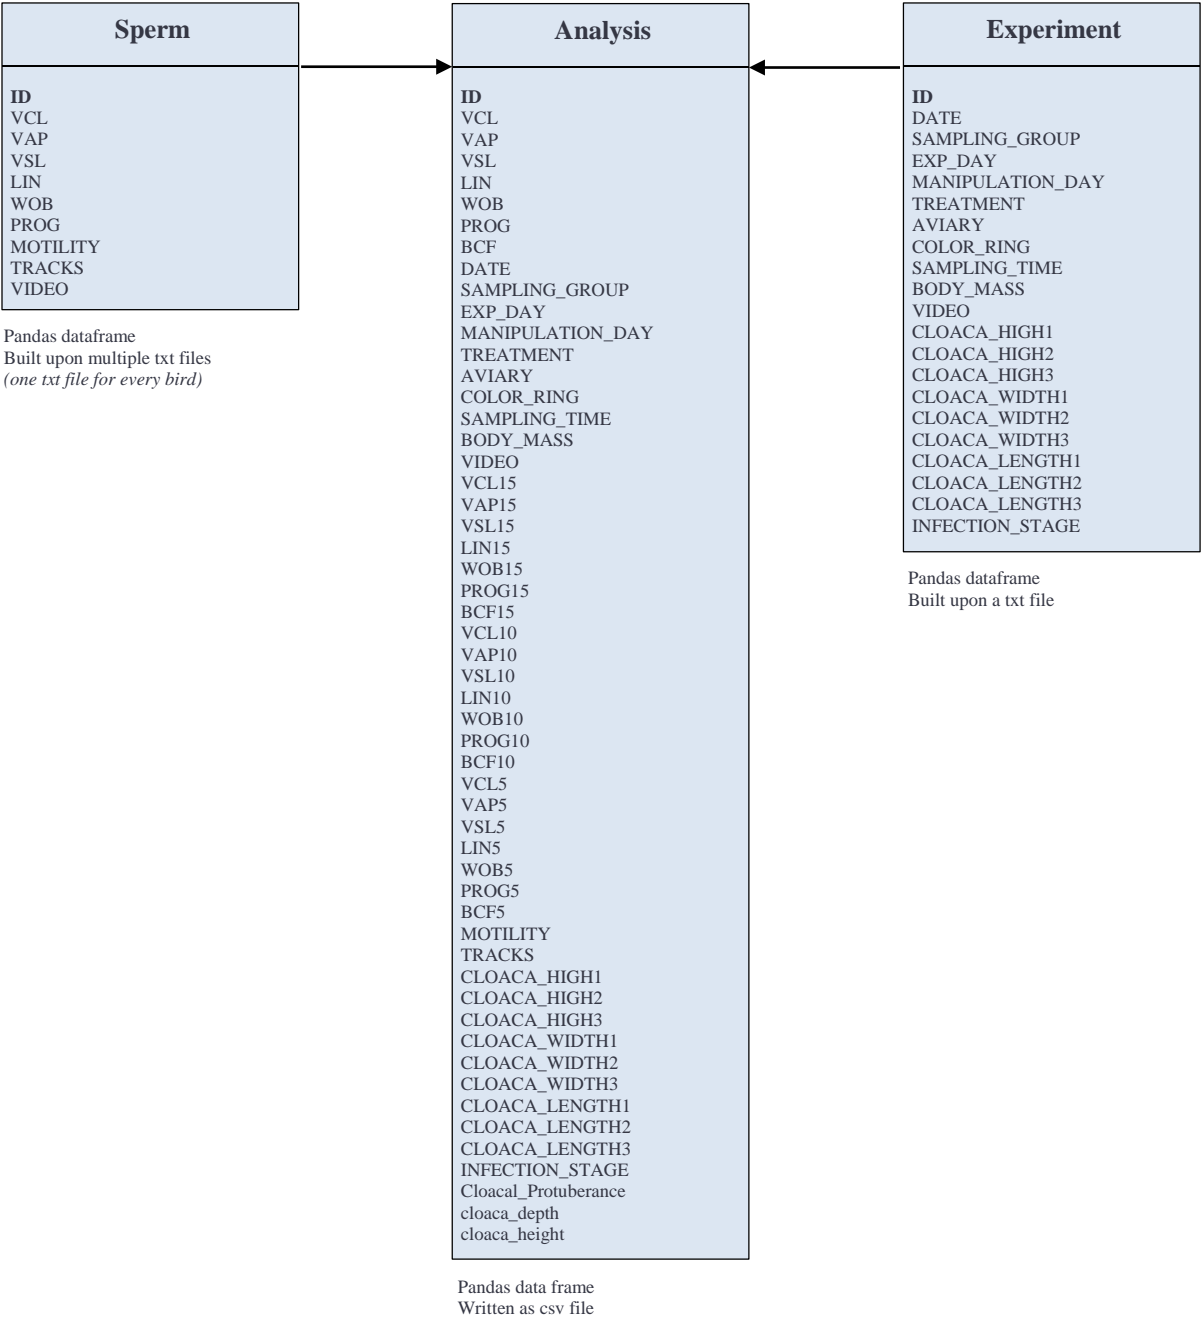 Sperm
ID
VCL
VAP
VSL
LIN
WOB
PROG
MOTILITY
TRACKS
VIDEO
Pandas dataframe
Built upon multiple txt files
(one txt file for every bird)
Analysis
ID
VCL
VAP
VSL
LIN
WOB
PROG
BCF
DATE
SAMPLING_GROUP
EXP_DAY
MANIPULATION_DAY
TREATMENT
AVIARY
COLOR_RING
SAMPLING_TIME
BODY_MASS
VIDEO
VCL15
VAP15
VSL15
LIN15
WOB15
PROG15
BCF15
VCL10
VAP10
VSL10
LIN10
WOB10
PROG10
BCF10
VCL5
VAP5
VSL5
LIN5
WOB5
PROG5
BCF5
MOTILITY
TRACKS
CLOACA_HIGH1
CLOACA_HIGH2
CLOACA_HIGH3
CLOACA_WIDTH1
CLOACA_WIDTH2
CLOACA_WIDTH3
CLOACA_LENGTH1
CLOACA_LENGTH2
CLOACA_LENGTH3
INFECTION_STAGE
Cloacal_Protuberance
cloaca_depth
cloaca_height
Pandas data frame
Written as csv file
Experiment
ID
DATE
SAMPLING_GROUP
EXP_DAY
MANIPULATION_DAY
TREATMENT
AVIARY
COLOR_RING
SAMPLING_TIME
BODY_MASS
VIDEO
CLOACA_HIGH1
CLOACA_HIGH2
CLOACA_HIGH3
CLOACA_WIDTH1
CLOACA_WIDTH2
CLOACA_WIDTH3
CLOACA_LENGTH1
CLOACA_LENGTH2
CLOACA_LENGTH3
INFECTION_STAGE
Pandas dataframe
Built upon a txt file